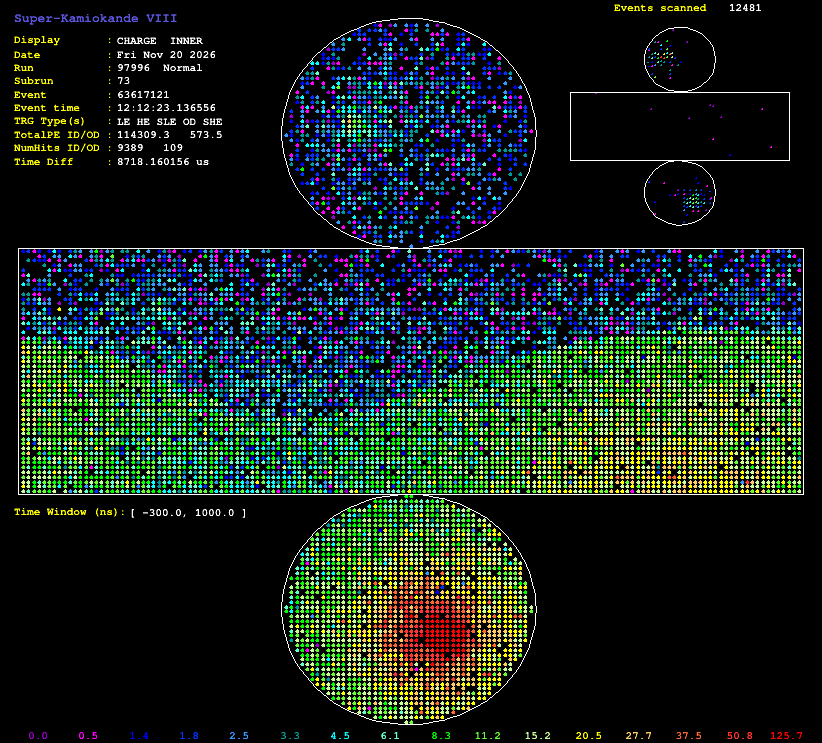 Super-Kamiokande VIII
Events scanned 12481
Display : CHARGE INNER
Date : Fri Nov 20 2026
Run : 97996 Normal
Subrun : 73
Event : 63617121
Event time : 12:12:23.136556
TRG Type(s) : LE HE SLE OD SHE
TotalPE ID/OD : 114309.3 573.5
NumHits ID/OD : 9389 109
Time Diff : 8718.160156 us
Time Window (ns): [ -300.0, 1000.0 ]
0.0 0.5 1.4 1.8 2.5 3.3 4.5 6.1 8.3 11.2 15.2 20.5 27.7 37.5 50.8 125.7